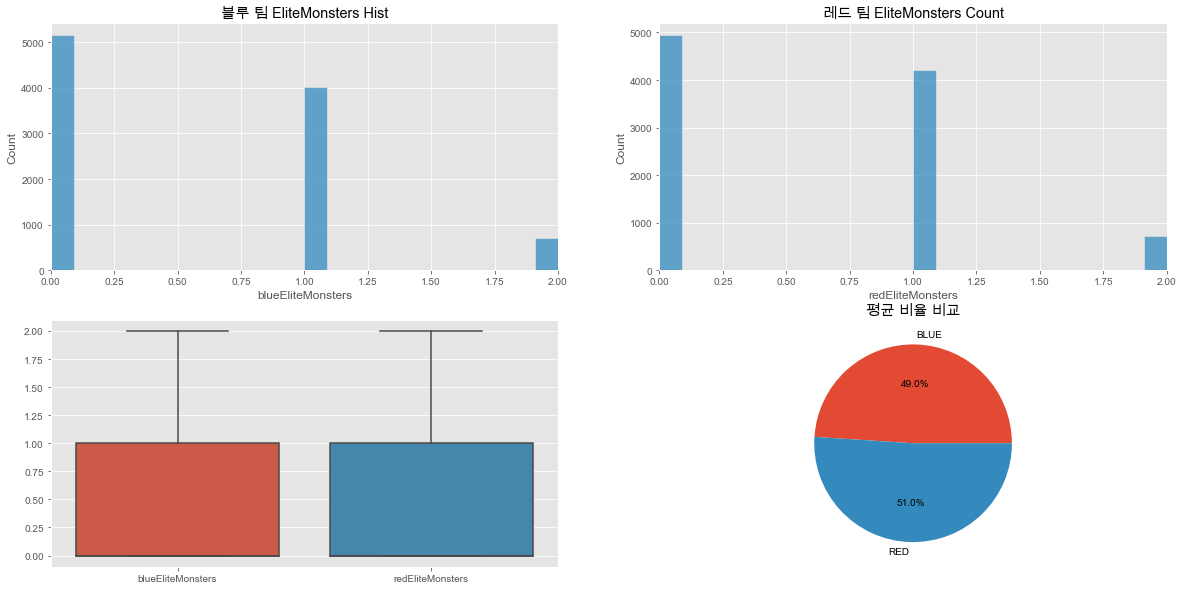 블루 팀 EliteMonsters Hist
5000
4000
3000
2000
1000
0
Count
0.00 0.25 0.50 0.75 1.00 1.25 1.50 1.75 2.00
blueEliteMonsters
레드 팀 EliteMonsters Count
5000
4000
3000
2000
1000
0
Count
0.00 0.25 0.50 0.75 1.00 1.25 1.50 1.75 2.00
redEliteMonsters
2.00
1.75
1.50
1.25
1.00
0.75
0.50
0.25
0.00
blueEliteMonsters redEliteMonsters
평균 비율 비교
BLUE
49.0%
51.0%
RED